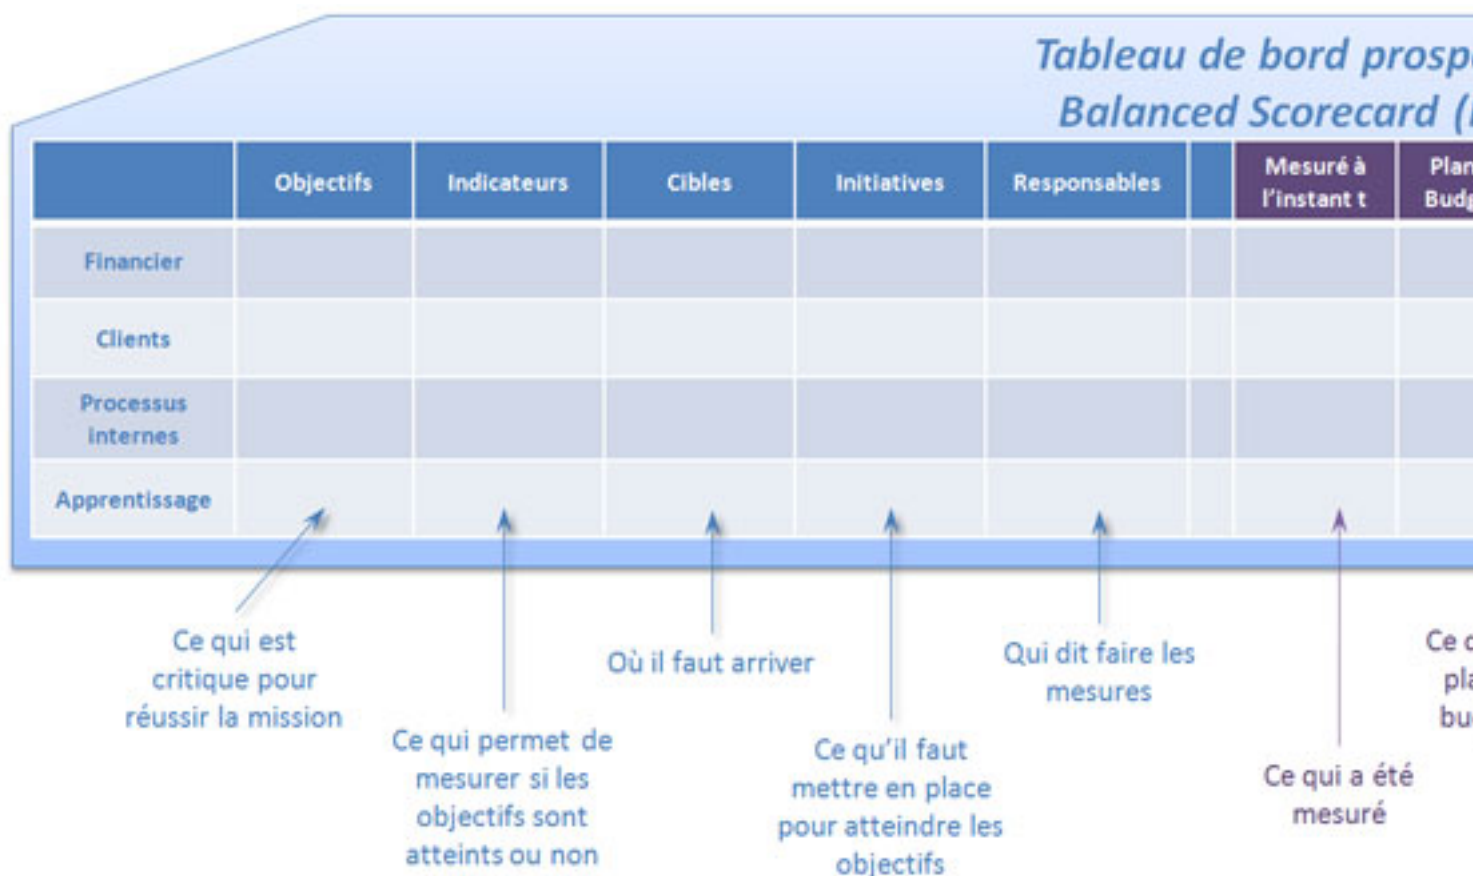 Tableau de bord
Balanced Scorecard
Objectifs
Indicateurs
Cibles
Initiatives
Responsables
Mesuré à
l'instant t
Financier
Clients
Processus
internes
Apprentissage
Ce qui est
critique pour
réussir la mission
Ce qui permet de
mesurer si les
objectifs sont
atteints ou non
Où il faut arriver
Ce qu'il faut
mettre en place
pour atteindre les
objectifs
Qui dit faire les
mesures
Ce qui a été
mesuré
Ce